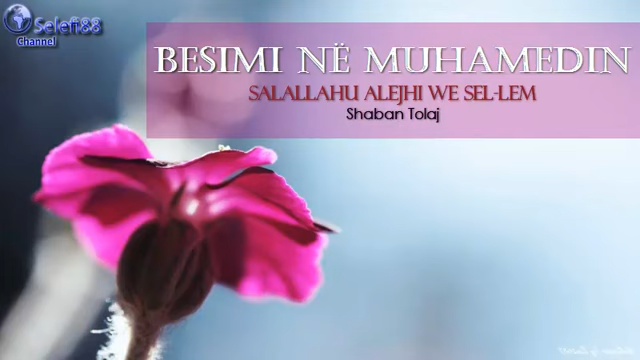 Selefi88
Channel
BESIMI NË MUHAMEDIN
SALALLAHU ALEJHI WE SEL-LEM
Shaban Tolaj